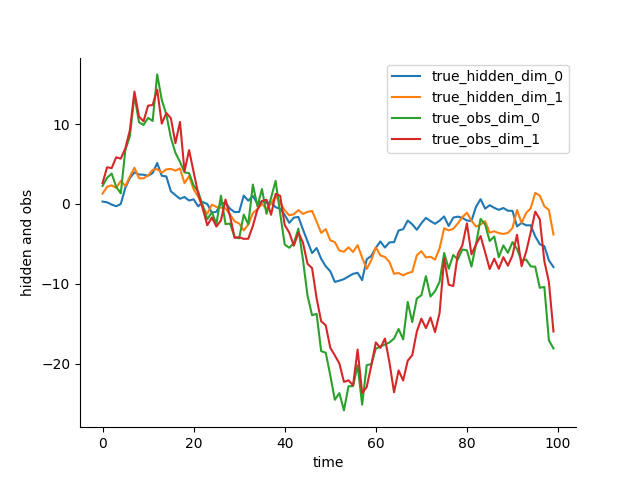 true_hidden_dim_0
true_hidden_dim_1
true_obs_dim_0
true_obs_dim_1
hidden and obs
10
0
−10
−20
0 20 40 60 80 100
time